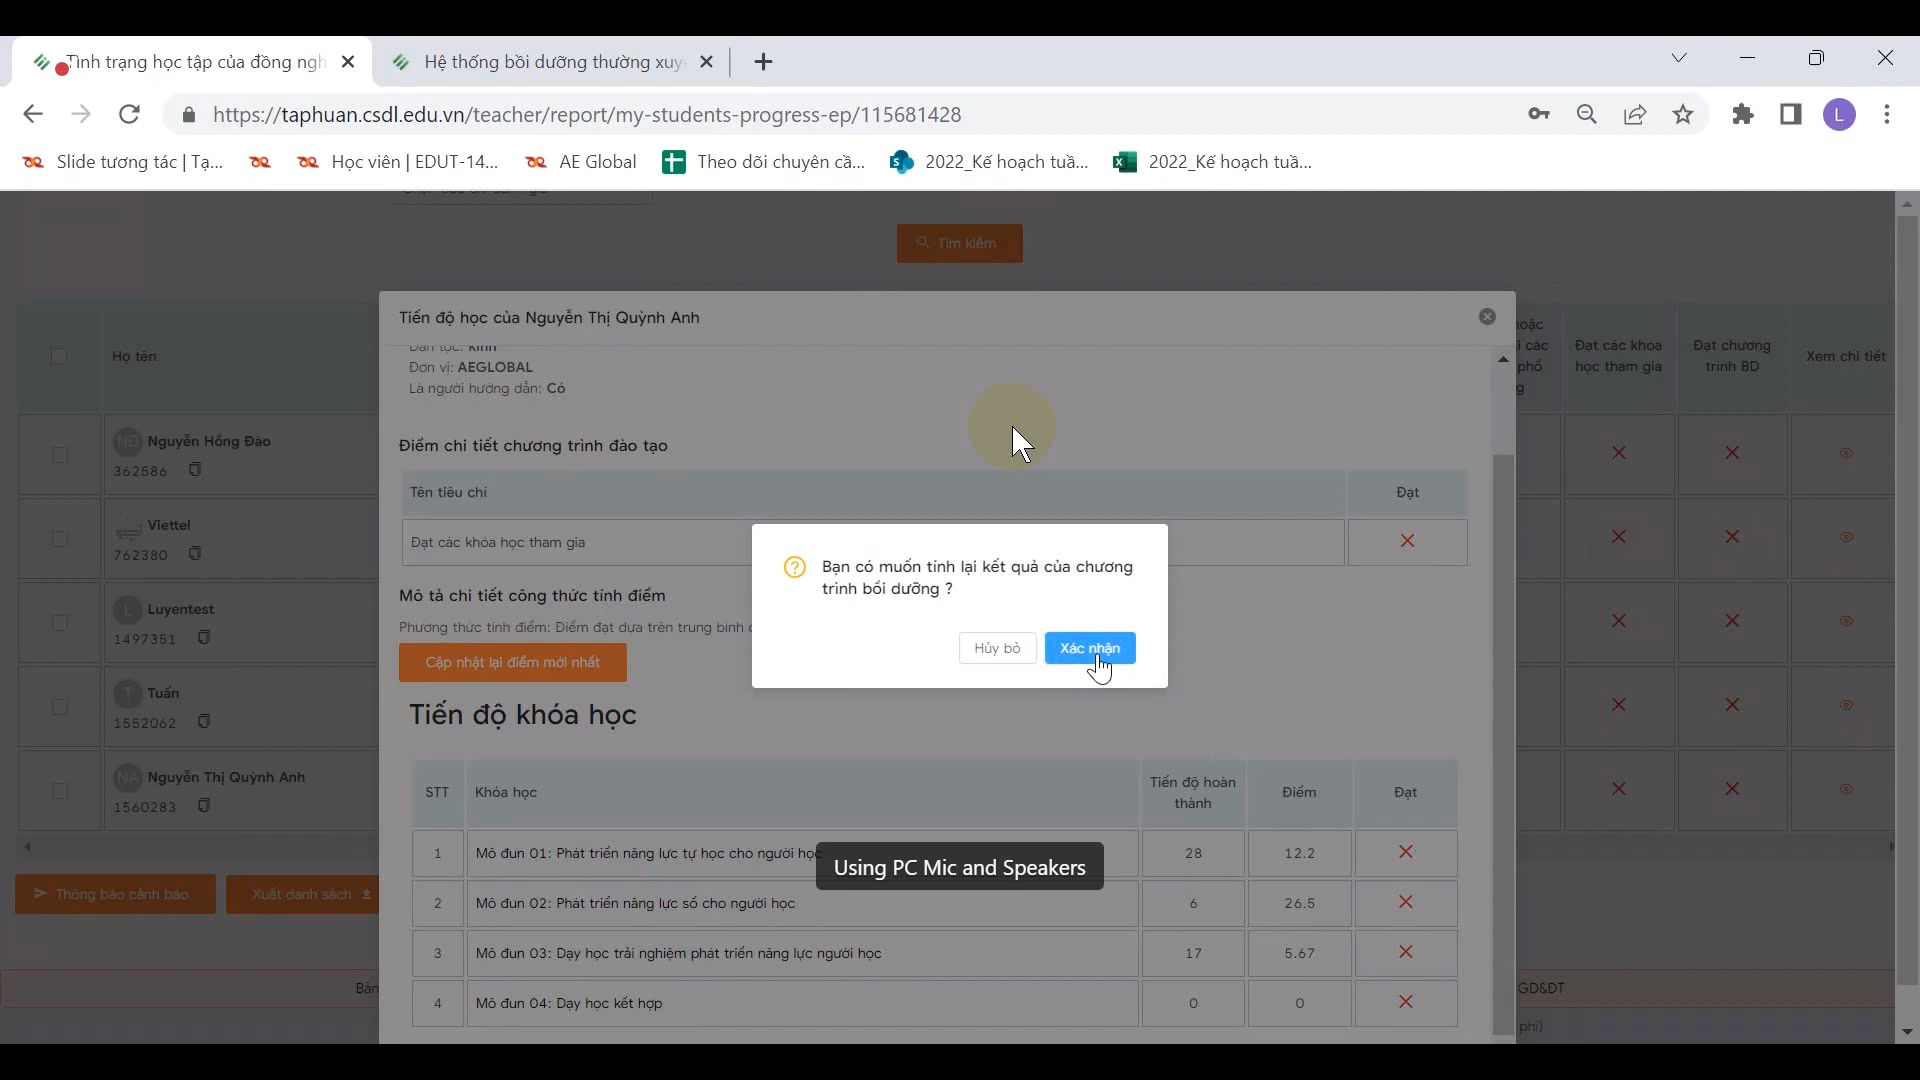 Tình trạng học tập của đồng ngh
Hệ thống bồi dưỡng thường xuy
https://taphuan.csdl.edu.vn/teacher/report/my-students-progress-ep/115681428
L
Slide tương tác | Tạ...
Học viên | EDUT-14...
AE Global
Theo dõi chuyên cầ...
2022_Kế hoạch tuầ...
2022_Kế hoạch tuầ...
Tìm kiếm
Tiến độ học của Nguyễn Thị Quỳnh Anh
Dân tộc: Kinh
Đơn vị: AEGLOBAL
Là người hướng dẫn: Có
Điểm chi tiết chương trình đào tạo
Tên tiêu chí
Đạt
Đạt các khóa học tham gia
Bạn có muốn tính lại kết quả của chương
trình bồi dưỡng ?
Hủy bỏ
Xác nhận
Mô tả chi tiết công thức tính điểm
Phương thức tính điểm: Điểm đạt dựa trên trung bình
Cập nhật lại điểm mới nhất
Tiến độ khóa học
STT
Khóa học
Tiến độ hoàn
thành
Điểm
Đạt
1
Mô đun 01: Phát triển năng lực tự học cho người học
28
12.2
2
Mô đun 02: Phát triển năng lực số cho người học
6
26.5
3
Mô đun 03: Dạy học trải nghiệm phát triển năng lực người học
17
5.67
4
Mô đun 04: Dạy học kết hợp
0
0
Using PC Mic and Speakers
Họ tên
NĐ
Nguyễn Hồng Đào
362586
Viettel
762380
L
Luyentest
1497351
T
Tuấn
1552062
NA
Nguyễn Thị Quỳnh Anh
1560283
Thông báo cảnh báo
Xuất danh sách
hoặc
i các
phổ
g
Đạt các khóa
học tham gia
Đạt chương
trình BD
Xem chi tiết
Bản
GD&ĐT
phí)